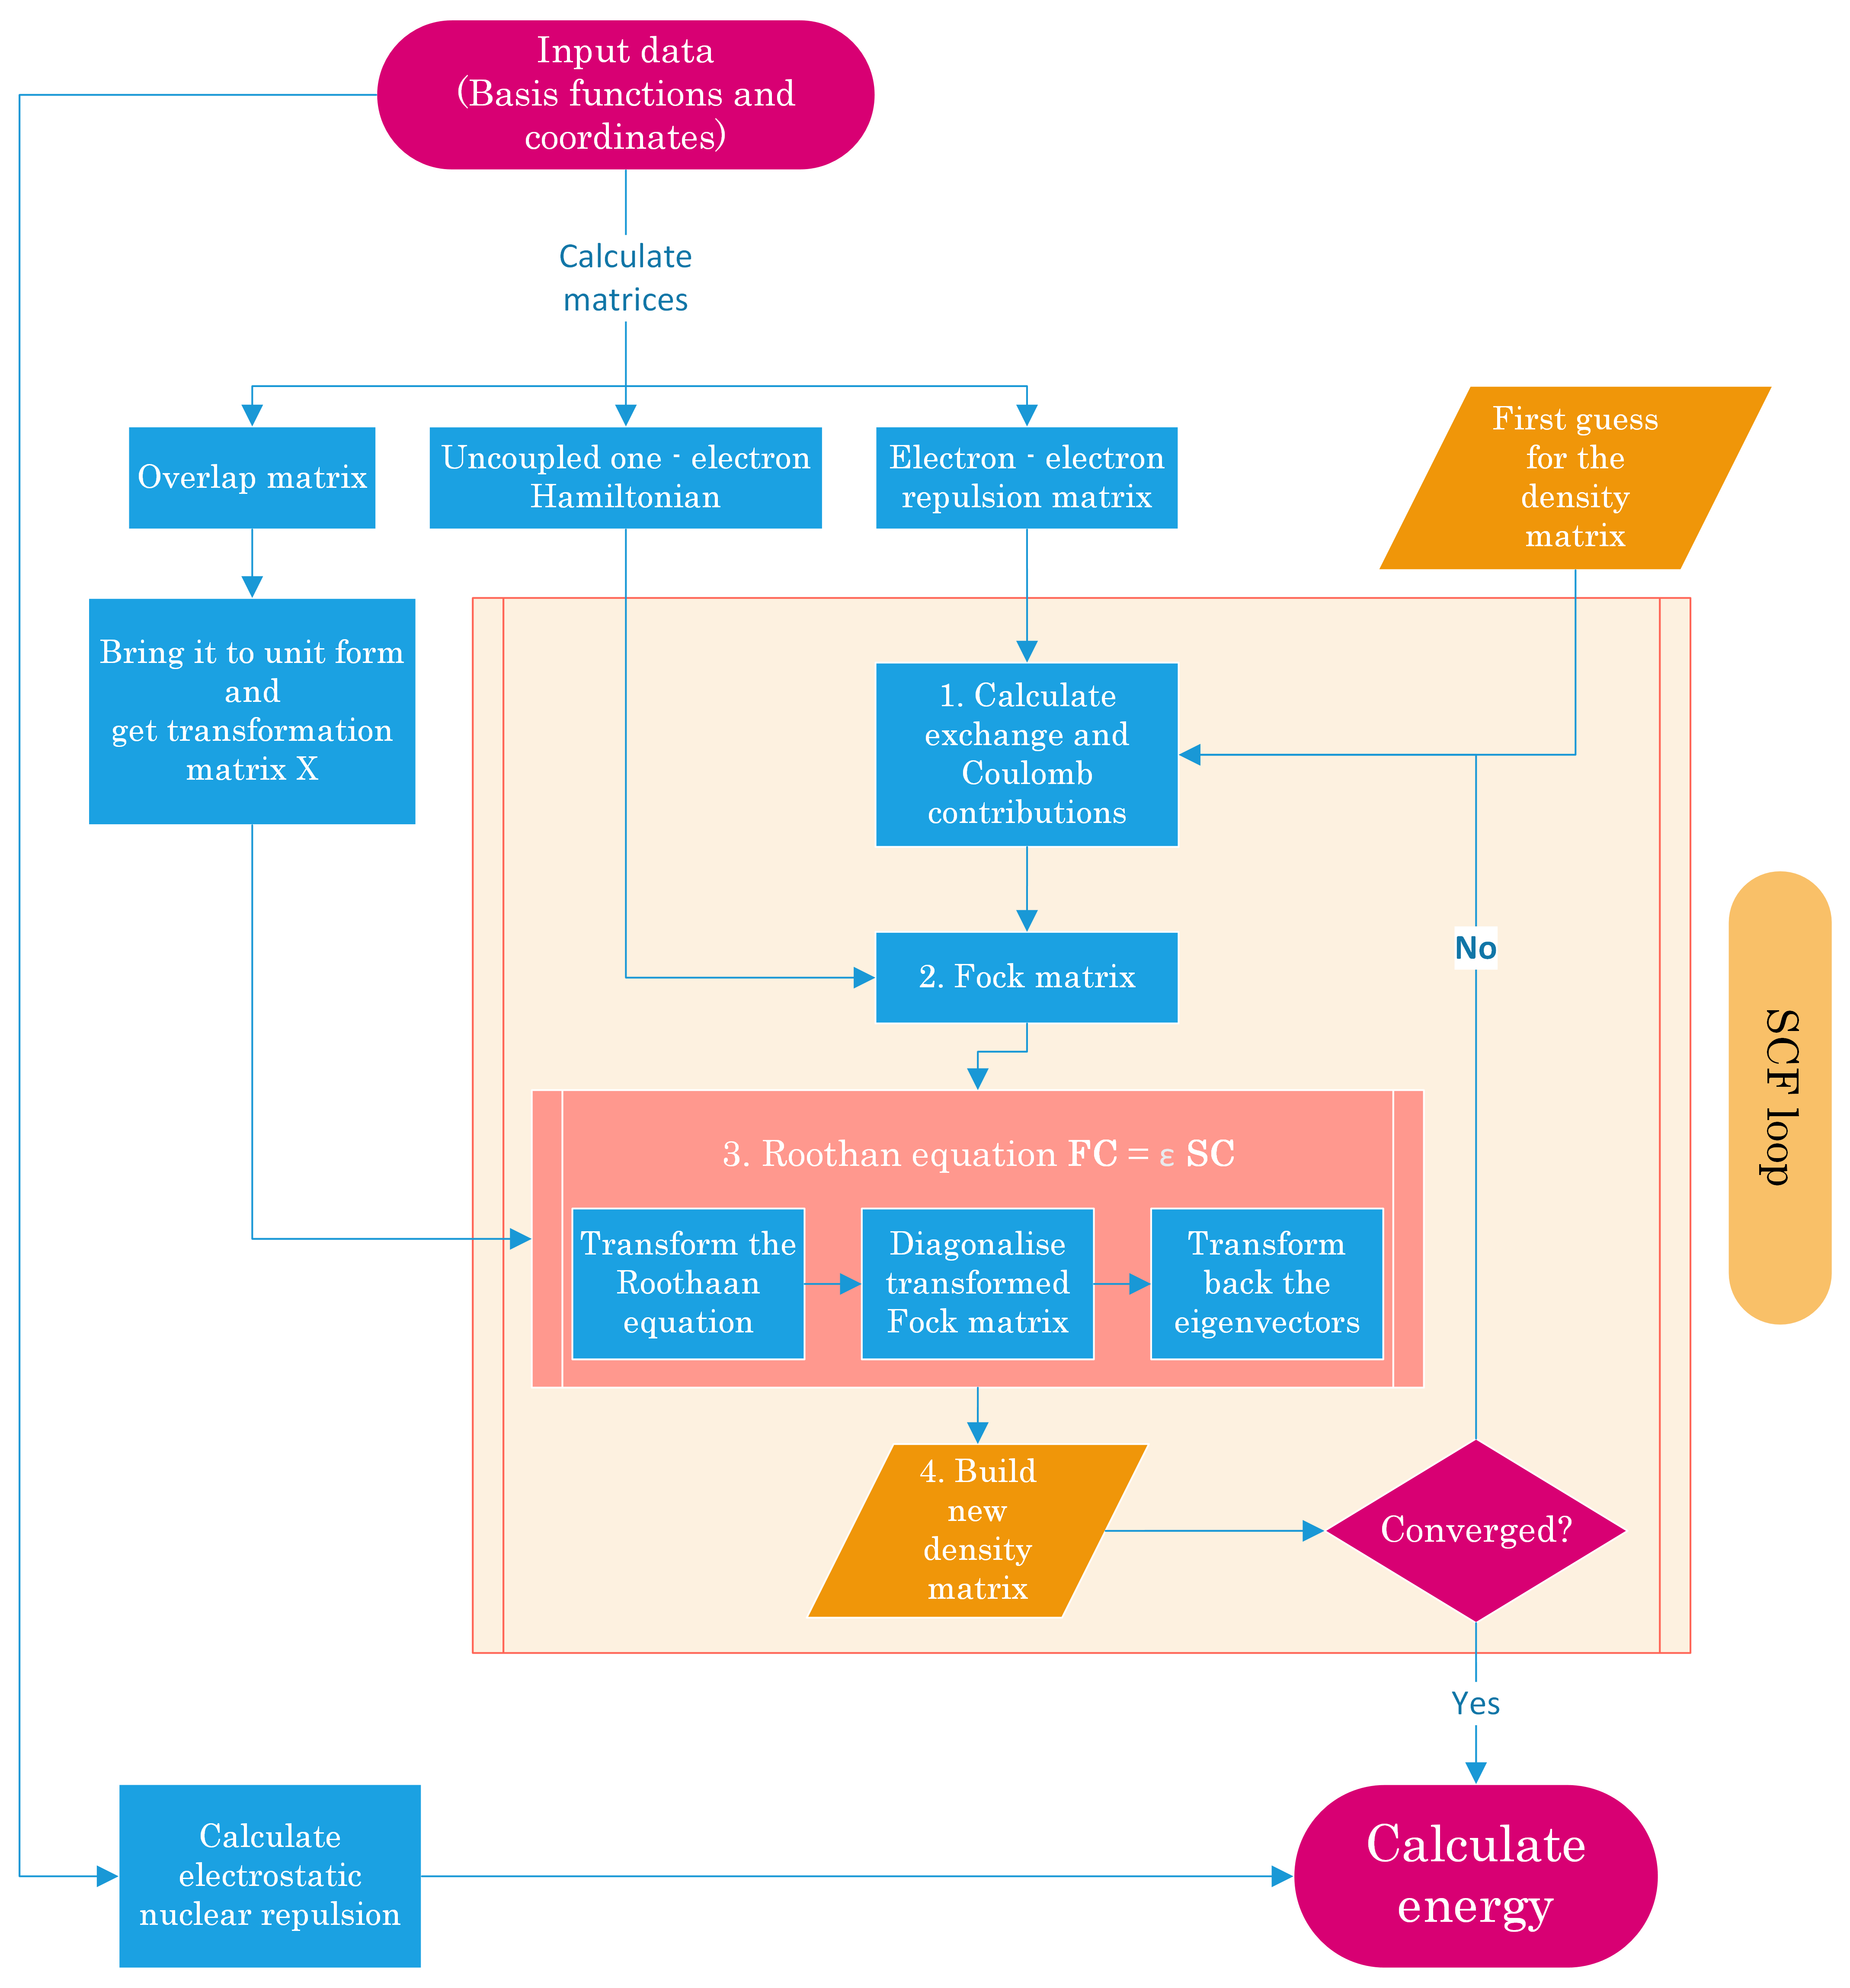 Input data
(Basis functions and
coordinates)
Calculate
matrices
Overlap matrix
Uncoupled one - electron
Hamiltonian
Electron - electron
repulsion matrix
First guess
for the
density
matrix
Bring it to unit form
and
get transformation
matrix X
1. Calculate
exchange and
Coulomb
contributions
No
2. Fock matrix
SCF loop
3. Roothan equation FC = ε SC
Transform the
Roothaan
equation
Diagonalise
transformed
Fock matrix
Transform
back the
eigenvectors
4. Build
new
density
matrix
Converged?
Yes
Calculate
electrostatic
nuclear repulsion
Calculate
energy